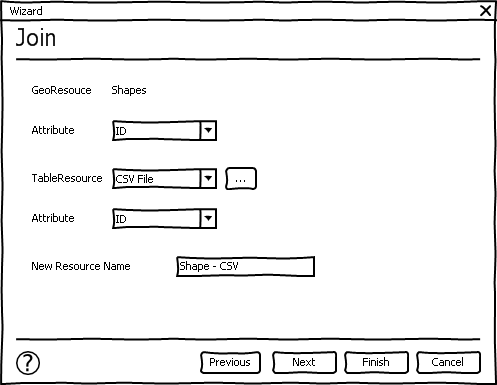 Wizard
Join
GeoResouce Shapes
Attribute ID
TableResource CSV File ...
Attribute ID
New Resource Name Shape - CSV
? Previous Next Finish Cancel